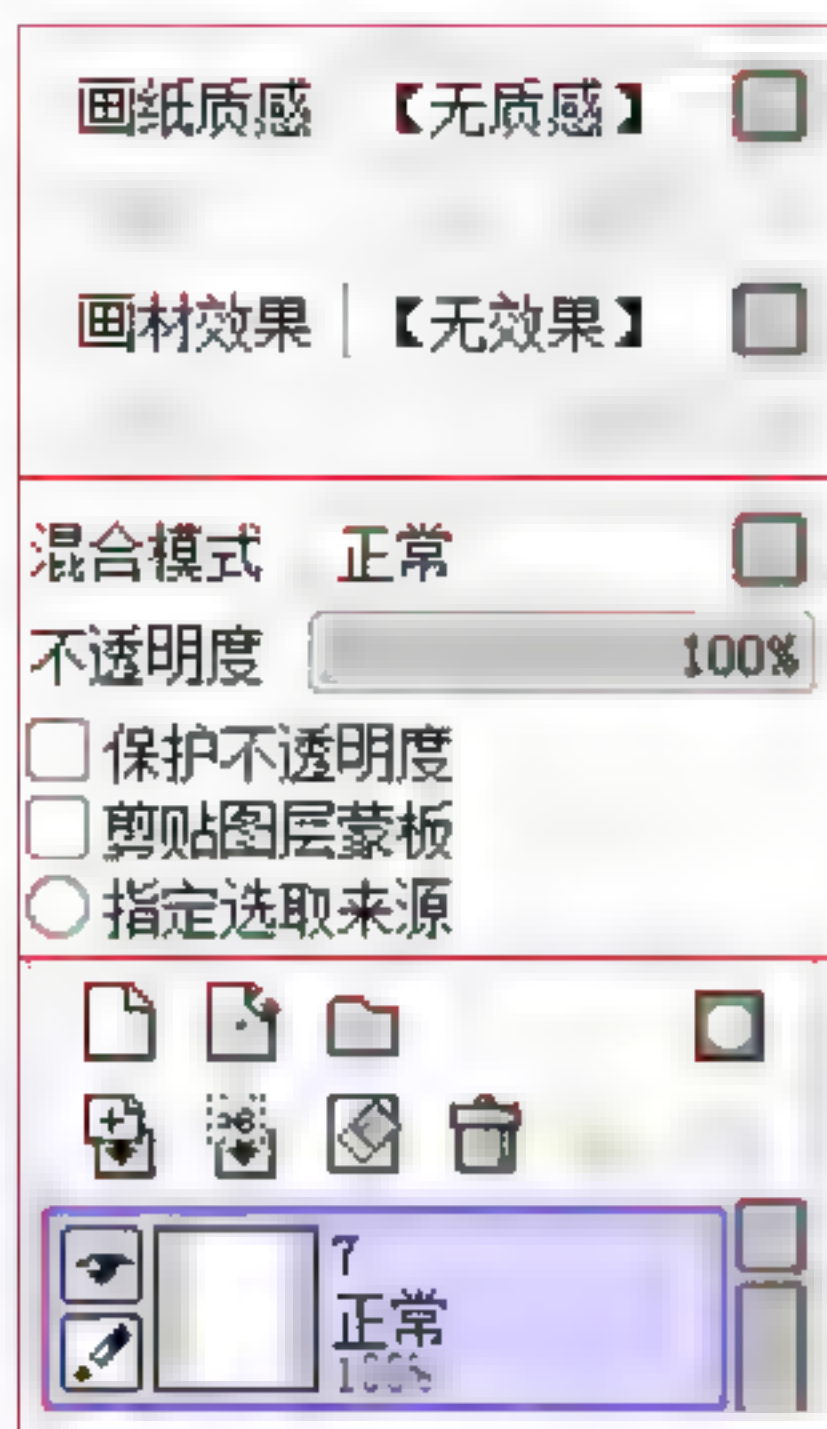 画纸质感 【无质感】
画材效果 【无效果】
混合模式 正常
不透明度 100%
保护不透明度
剪贴图层蒙板
指定选取来源
7
正常
100%